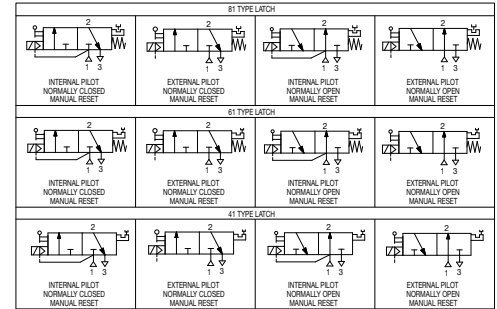 81 TYPE LATCH
2 2 2 2
1 3 1 3 1 3 1 3
INTERNAL PILOT EXTERNAL PILOT INTERNAL PILOT EXTERNAL PILOT
NORMALLY CLOSED NORMALLY CLOSED NORMALLY OPEN NORMALLY OPEN
MANUAL RESET MANUAL RESET MANUAL RESET MANUAL RESET
61 TYPE LATCH
2 2 2 2
1 3 1 3 1 3 1 3
INTERNAL PILOT EXTERNAL PILOT INTERNAL PILOT EXTERNAL PILOT
NORMALLY CLOSED NORMALLY CLOSED NORMALLY OPEN NORMALLY OPEN
MANUAL RESET MANUAL RESET MANUAL RESET MANUAL RESET
41 TYPE LATCH
2 2 2 2
1 3 1 3 1 3 1 3
INTERNAL PILOT EXTERNAL PILOT INTERNAL PILOT EXTERNAL PILOT
NORMALLY CLOSED NORMALLY CLOSED NORMALLY OPEN NORMALLY OPEN
MANUAL RESET MANUAL RESET MANUAL RESET MANUAL RESET